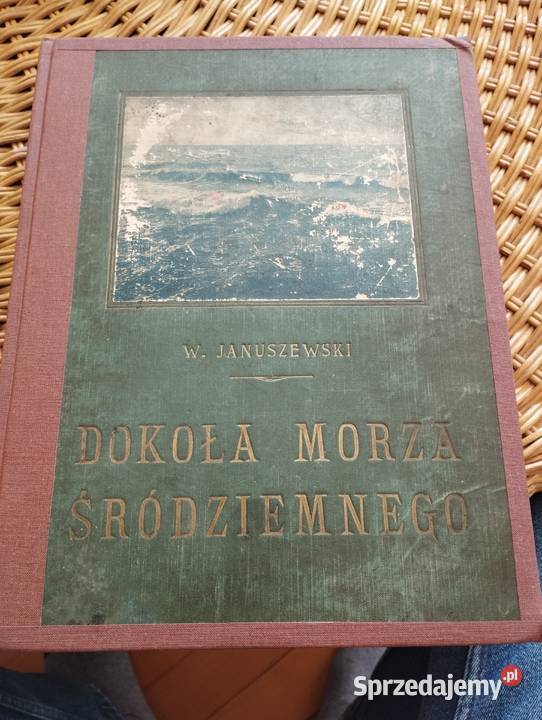 W. JANUSZEWSKI
DOKOŁA MORZA
ŚRÓDZIEMNEGO
Sprzedajemy.pl